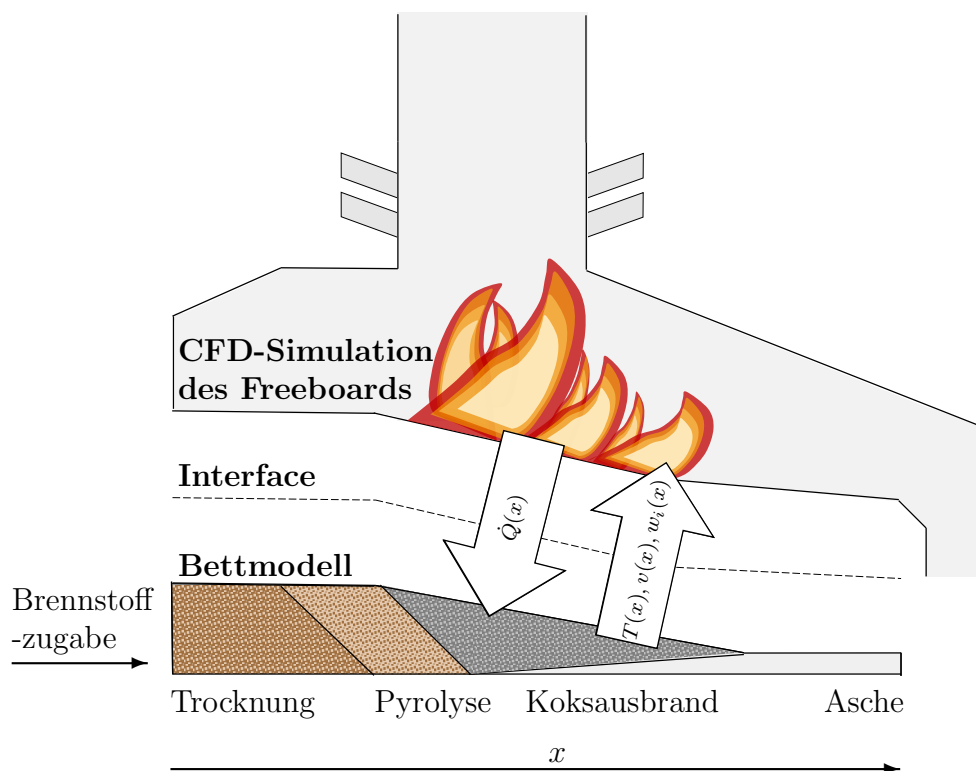 CFD-Simulation
des Freeboards
Interface
Q̇(x)
T(x), v(x), w_i(x)
Bettmodell
Brennstoff
-zugabe
Trocknung
Pyrolyse
Koksausbrand
Asche
x